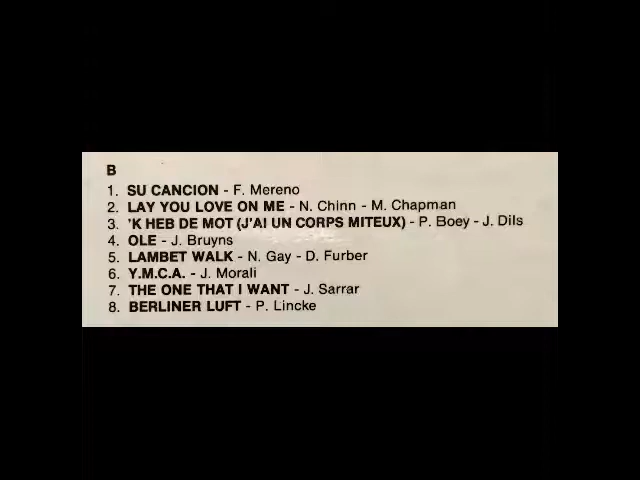 B
1. SU CANCION - F. Mereno
2. LAY YOU LOVE ON ME - N. Chinn - M. Chapman
3. 'K HEB DE MOT (J'AI UN CORPS MITEUX) - P. Boey - J. Dils
4. OLE - J. Bruyns
5. LAMBET WALK - N. Gay - D. Furber
6. Y.M.C.A. - J. Morali
7. THE ONE THAT I WANT - J. Sarrar
8. BERLINER LUFT - P. Lincke